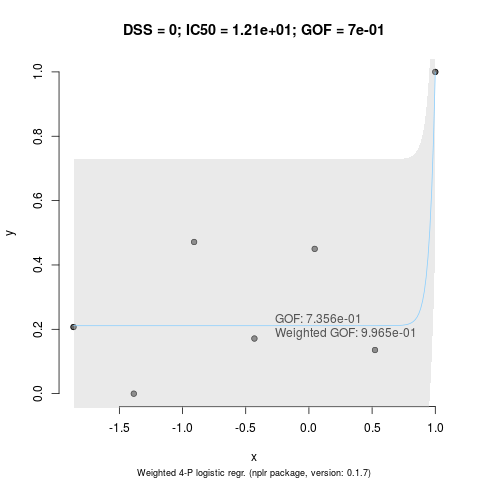 DSS = 0; IC50 = 1.21e+01; GOF = 7e-01
1.0
0.8
0.6
0.4
0.2
0.0
y
GOF: 7.356e-01
Weighted GOF: 9.965e-01
-1.5 -1.0 -0.5 0.0 0.5 1.0
x
Weighted 4-P logistic regr. (nplr package, version: 0.1.7)